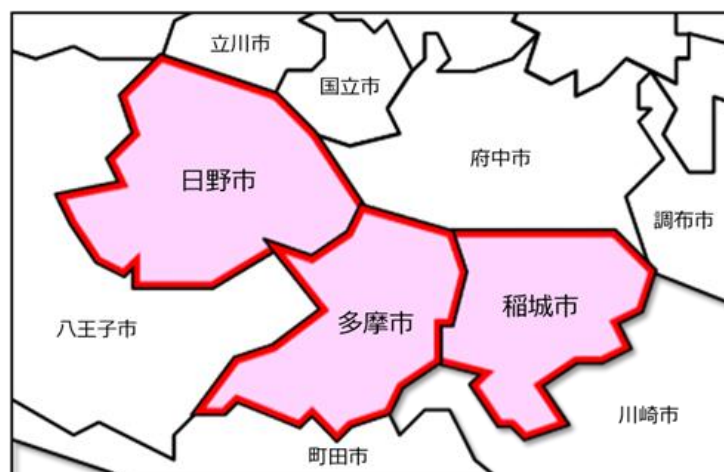 立川市
国立市
府中市
日野市
調布市
稲城市
多摩市
八王子市
川崎市
町田市